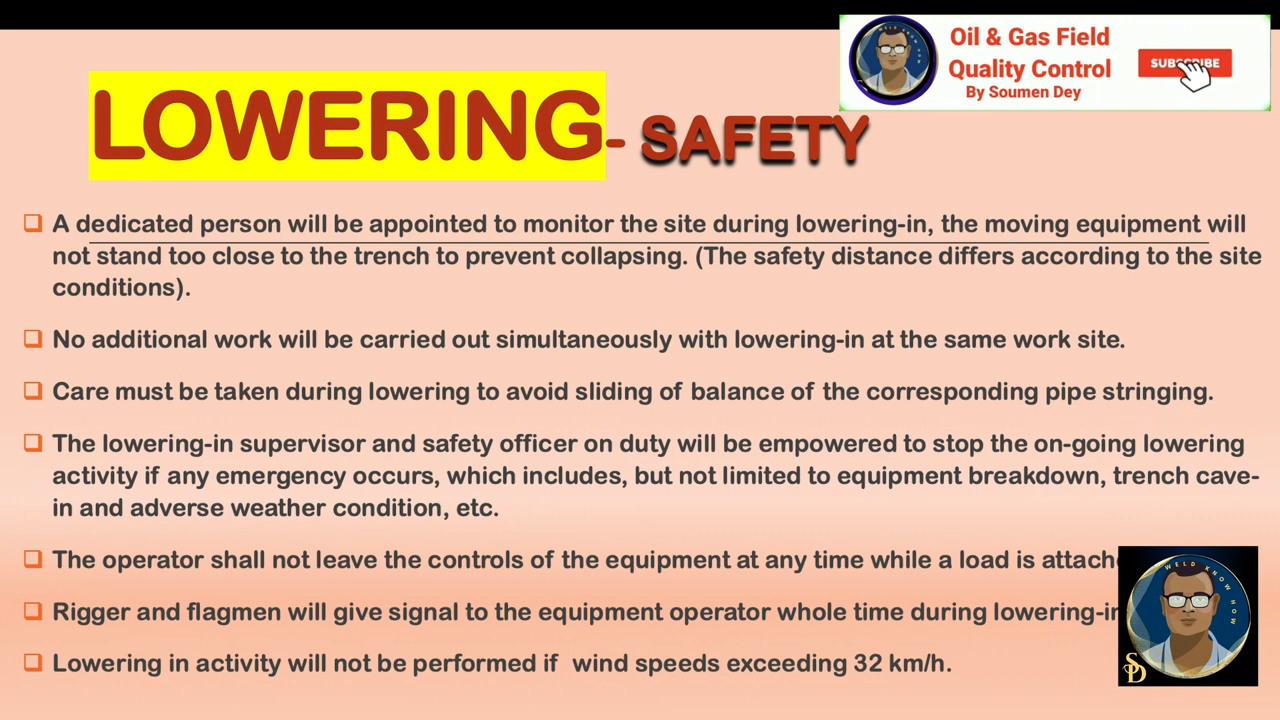 Oil & Gas Field
Quality Control
By Soumen Dey
SUBSCRIBE
LOWERING- SAFETY
A dedicated person will be appointed to monitor the site during lowering-in, the moving equipment will
not stand too close to the trench to prevent collapsing. (The safety distance differs according to the site
conditions).
No additional work will be carried out simultaneously with lowering-in at the same work site.
Care must be taken during lowering to avoid sliding of balance of the corresponding pipe stringing.
The lowering-in supervisor and safety officer on duty will be empowered to stop the on-going lowering
activity if any emergency occurs, which includes, but not limited to equipment breakdown, trench cave-
in and adverse weather condition, etc.
The operator shall not leave the controls of the equipment at any time while a load is
Rigger and flagmen will give signal to the equipment operator whole time during
Lowering in activity will not be performed if wind speeds exceeding 32 km/h.
WELD KNOW HOW
SD